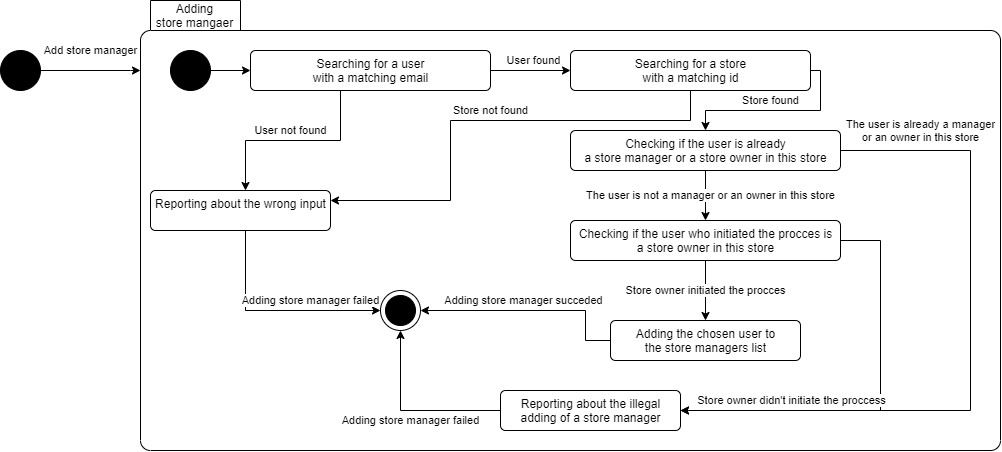 Adding
store mangaer
Add store manager
Searching for a user
with a matching email
User found
Searching for a store
with a matching id
Store found
Store not found
User not found
The user is already a manager
or an owner in this store
Checking if the user is already
a store manager or a store owner in this store
Reporting about the wrong input
The user is not a manager or an owner in this store
Checking if the user who initiated the procces is
a store owner in this store
Store owner initiated the procces
Adding store manager failed
Adding store manager succeded
Adding the chosen user to
the store managers list
Reporting about the illegal
adding of a store manager
Store owner didn't initiate the proccess
Adding store manager failed